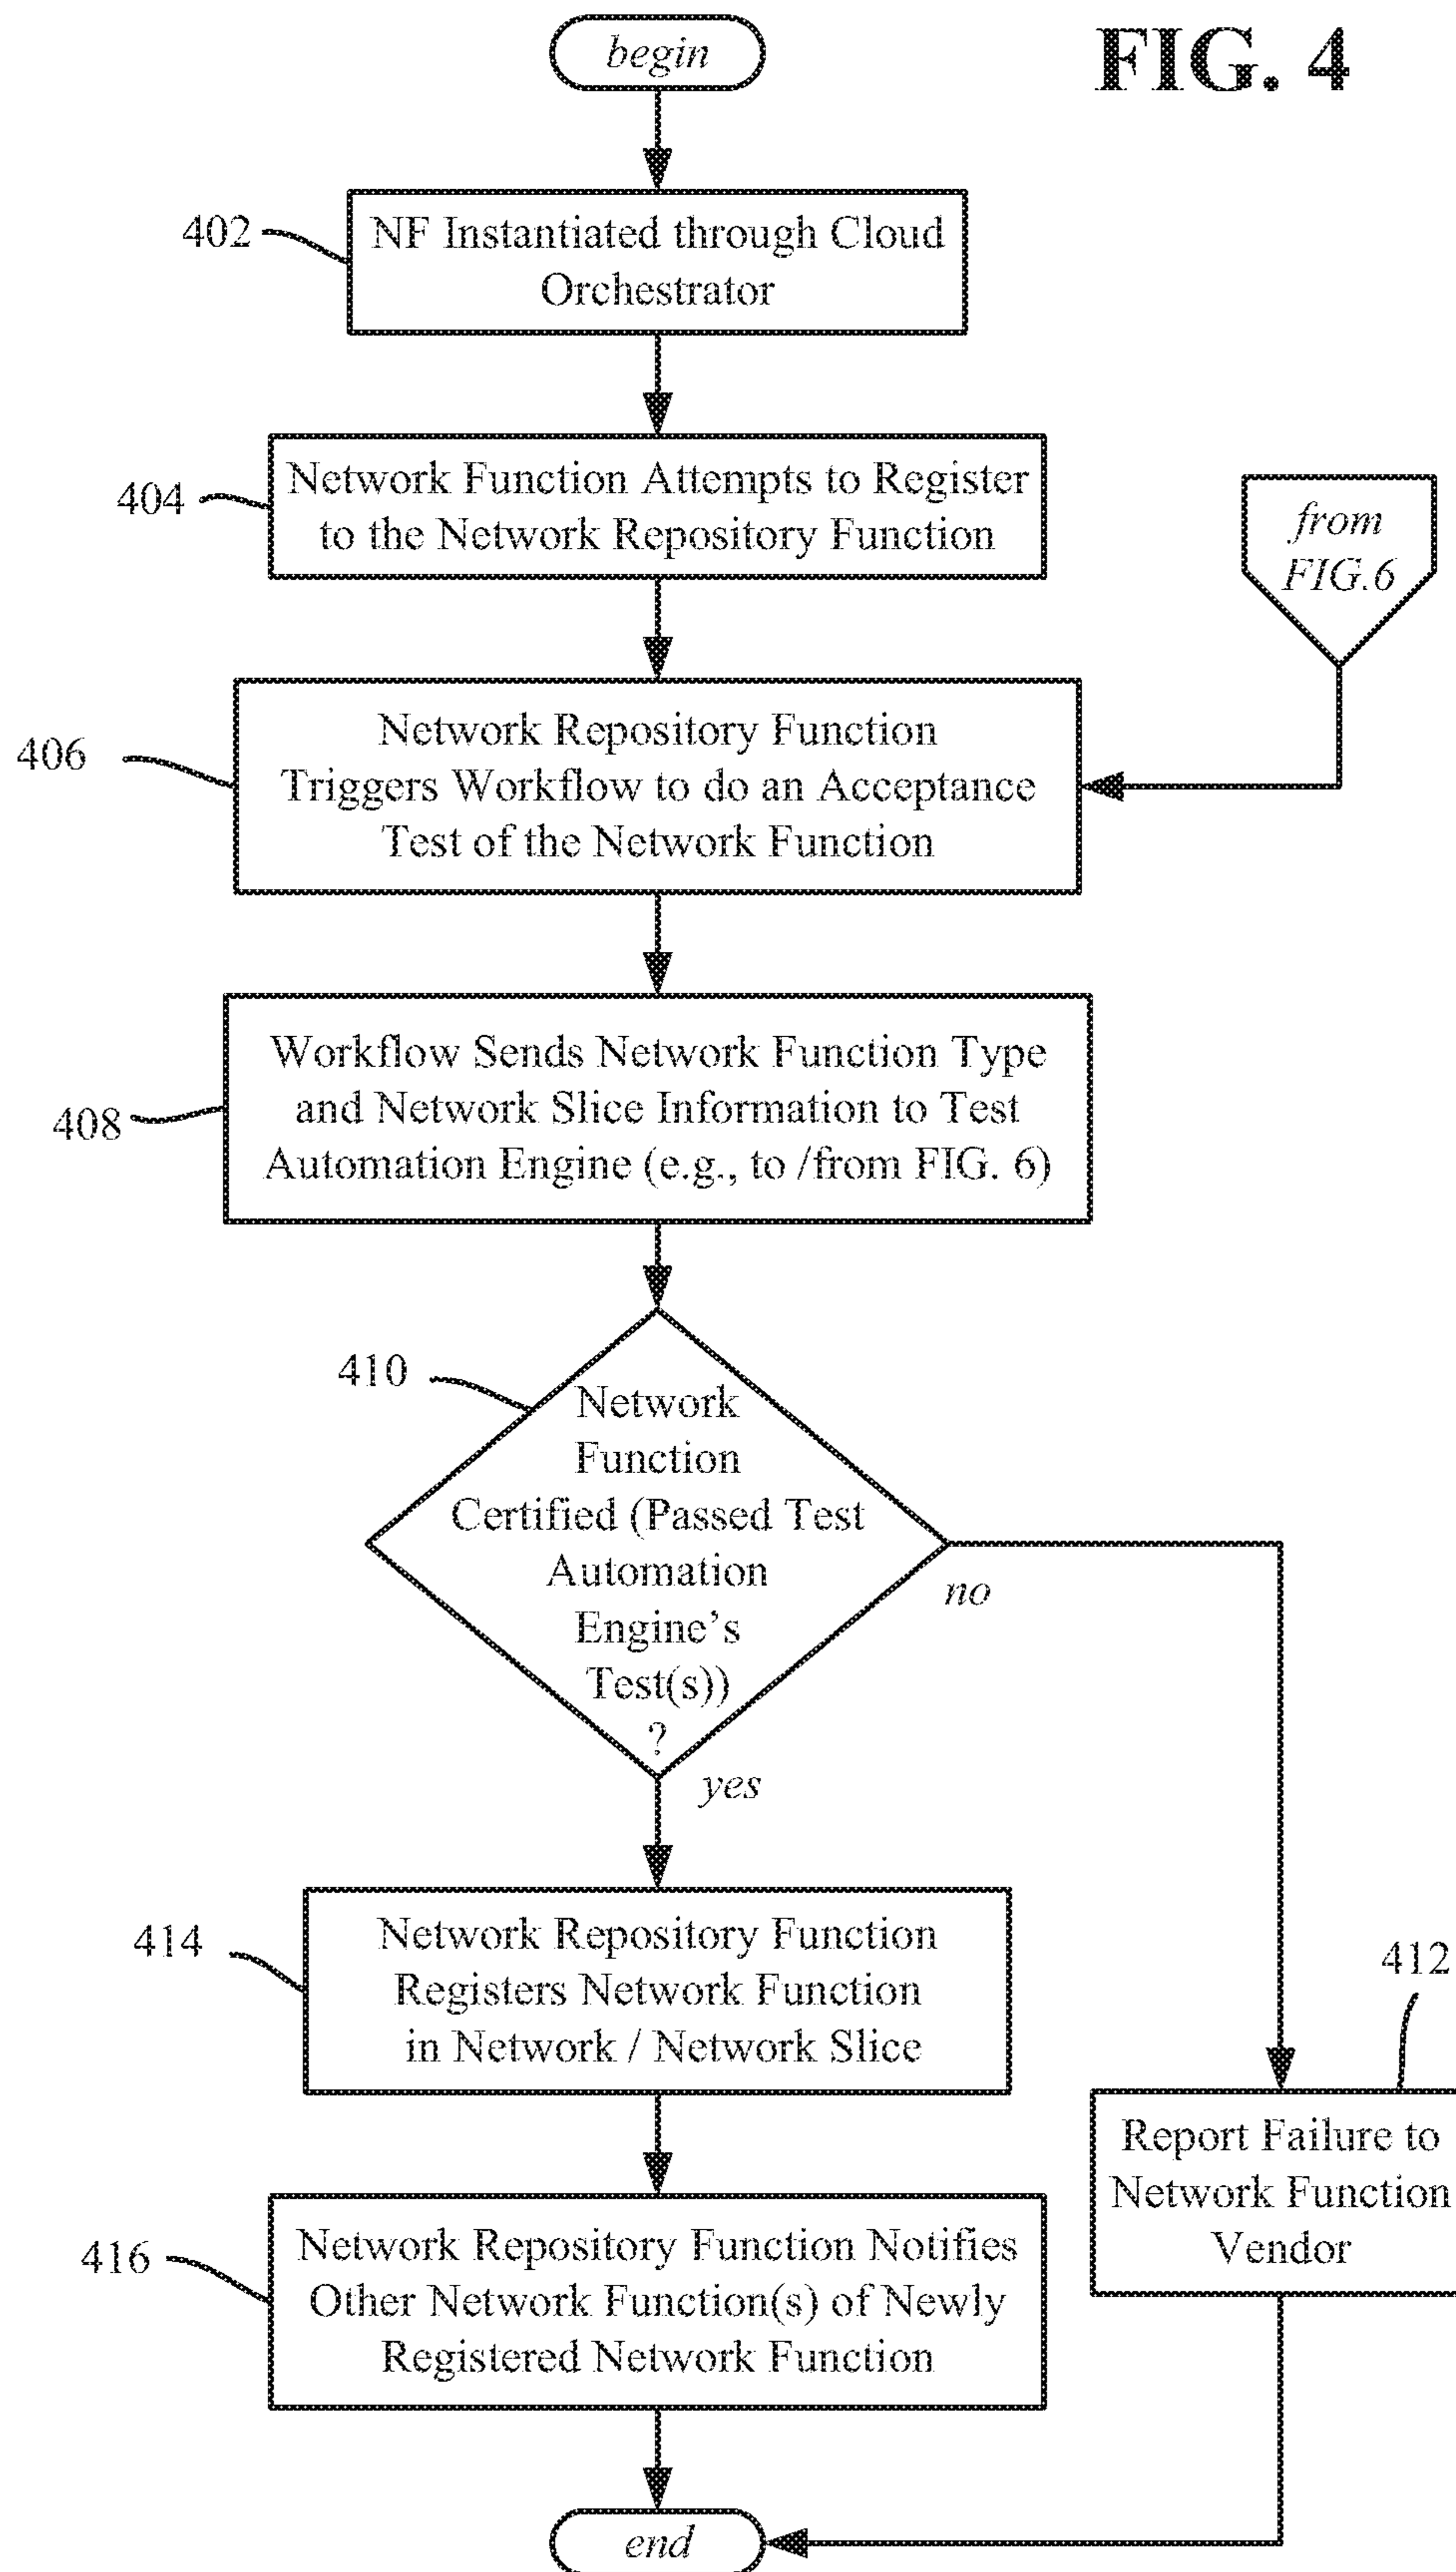 FIG. 4
begin
402
NF Instantiated through Cloud
Orchestrator
404
Network Function Attempts to Register
to the Network Repository Function
from
FIG.6
406
Network Repository Function
Triggers Workflow to do an Acceptance
Test of the Network Function
408
Workflow Sends Network Function Type
and Network Slice Information to Test
Automation Engine (e.g., to /from FIG. 6)
410
Network
Function
Certified (Passed Test
Automation
Engine's
Test(s))
?
no
yes
414
Network Repository Function
Registers Network Function
in Network / Network Slice
412
Report Failure to
Network Function
Vendor
416
Network Repository Function Notifies
Other Network Function(s) of Newly
Registered Network Function
end